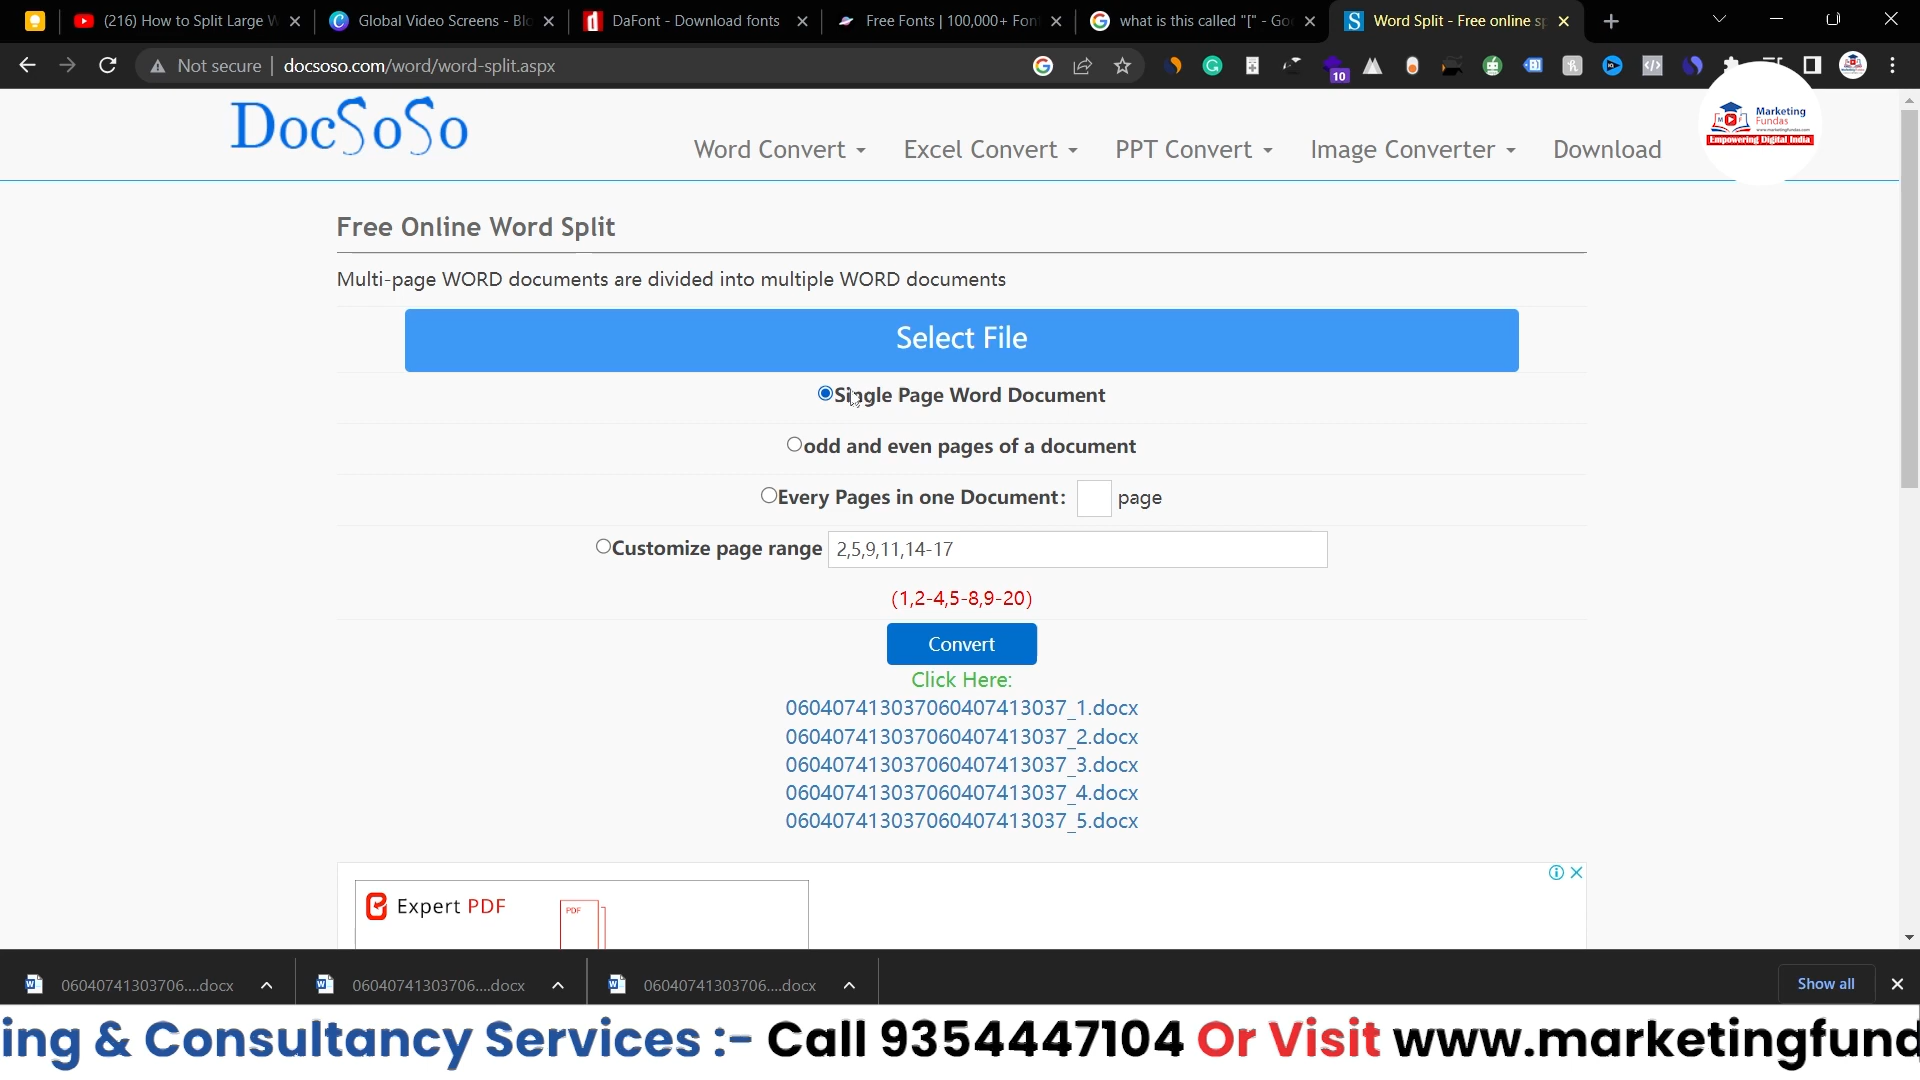 (216) How to Split Large W
Global Video Screens - Blo
DaFont - Download fonts
Free Fonts | 100,000+ Font
what is this called "[" - Goo
Word Split - Free online sp
Not secure
docsoso.com/word/word-split.aspx
10
DocSoSo
Word Convert
Excel Convert
PPT Convert
Image Converter
Download
Marketing
Fundas
Empowering Digital India
Free Online Word Split
Multi-page WORD documents are divided into multiple WORD documents
Select File
Single Page Word Document
odd and even pages of a document
Every Pages in one Document: page
Customize page range 2,5,9,11,14-17
(1,2-4,5-8,9-20)
Convert
Click Here:
060407413037060407413037_1.docx
060407413037060407413037_2.docx
060407413037060407413037_3.docx
060407413037060407413037_4.docx
060407413037060407413037_5.docx
Expert PDF
PDF
06040741303706....docx
06040741303706....docx
06040741303706....docx
Show all
ing & Consultancy Services :- Call 9354447104 Or Visit www.marketingfund